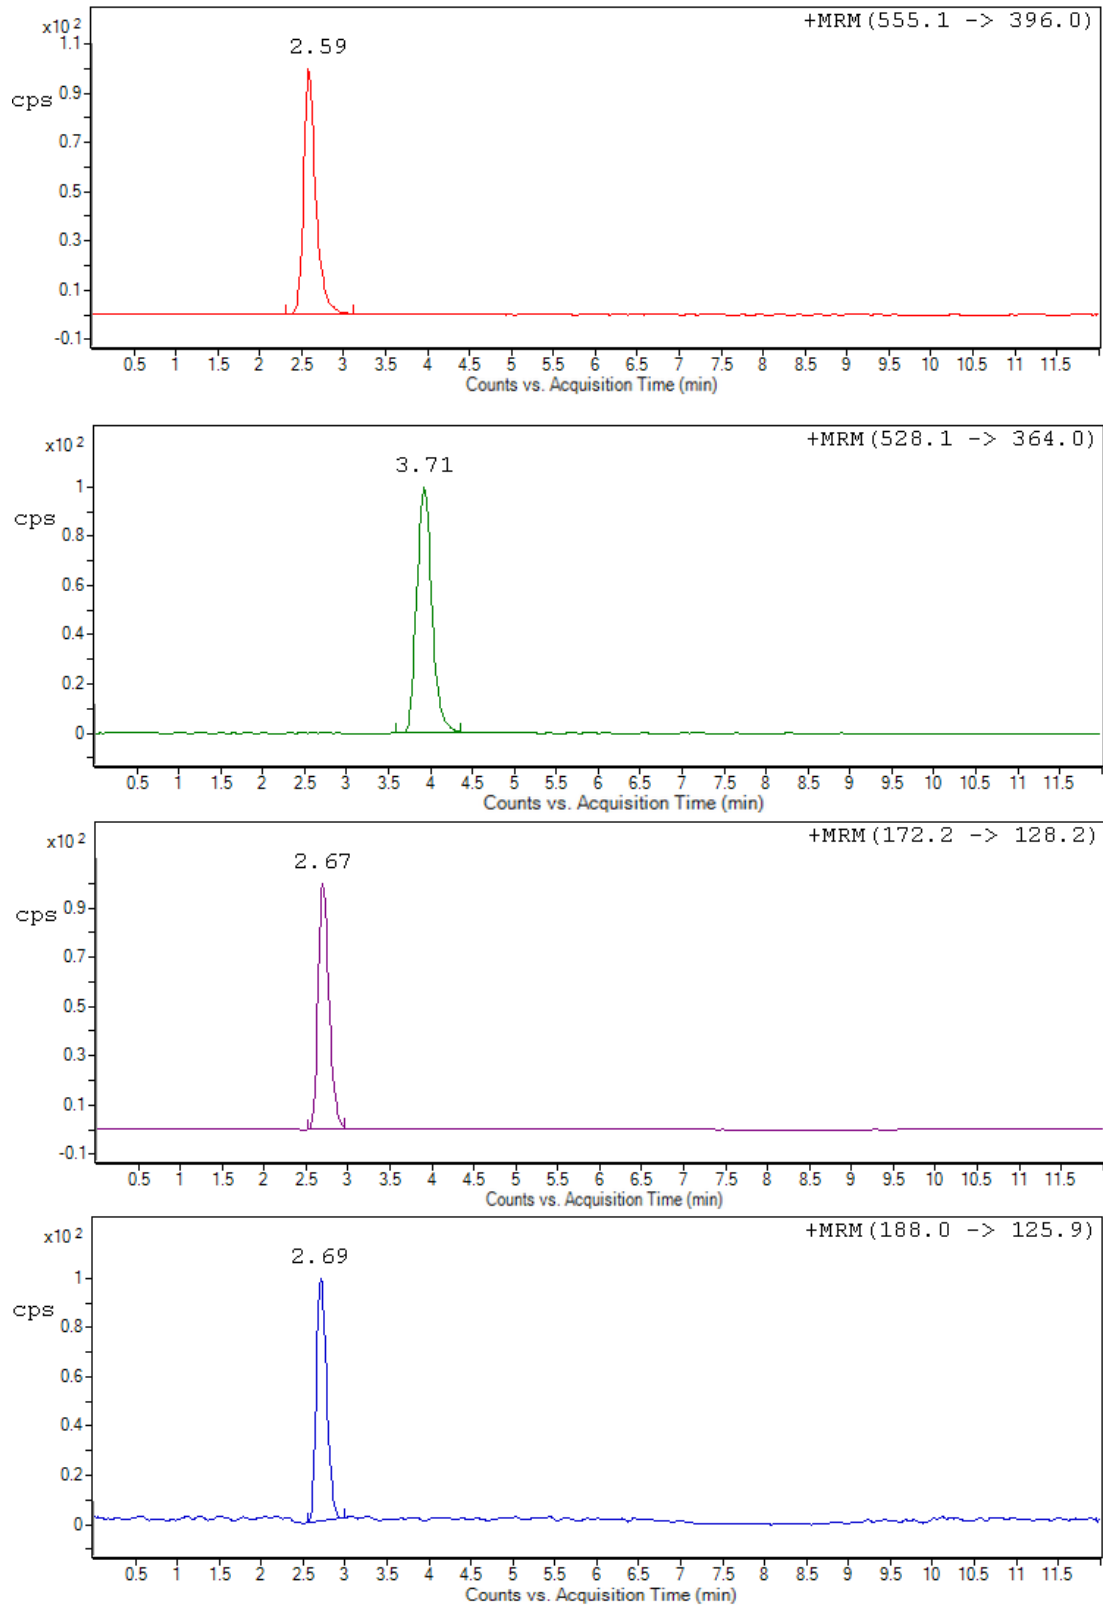 x10 2
+MRM(555.1 -> 396.0)
1.1
2.59
cps
0.9
0.7
0.5
0.3
0.1
-0.1
0.5 1 1.5 2 2.5 3 3.5 4 4.5 5 5.5 6 6.5 7 7.5 8 8.5 9 9.5 10 10.5 11 11.5
Counts vs. Acquisition Time (min)
x10 2
+MRM(528.1 -> 364.0)
3.71
1
cps
0.8
0.6
0.4
0.2
0
0.5 1 1.5 2 2.5 3 3.5 4 4.5 5 5.5 6 6.5 7 7.5 8 8.5 9 9.5 10 10.5 11 11.5
Counts vs. Acquisition Time (min)
x10 2
+MRM(172.2 -> 128.2)
2.67
0.9
cps
0.7
0.5
0.3
0.1
-0.1
0.5 1 1.5 2 2.5 3 3.5 4 4.5 5 5.5 6 6.5 7 7.5 8 8.5 9 9.5 10 10.5 11 11.5
Counts vs. Acquisition Time (min)
x10 2
+MRM(188.0 -> 125.9)
2.69
1
cps
0.8
0.6
0.4
0.2
0
0.5 1 1.5 2 2.5 3 3.5 4 4.5 5 5.5 6 6.5 7 7.5 8 8.5 9 9.5 10 10.5 11 11.5
Counts vs. Acquisition Time (min)